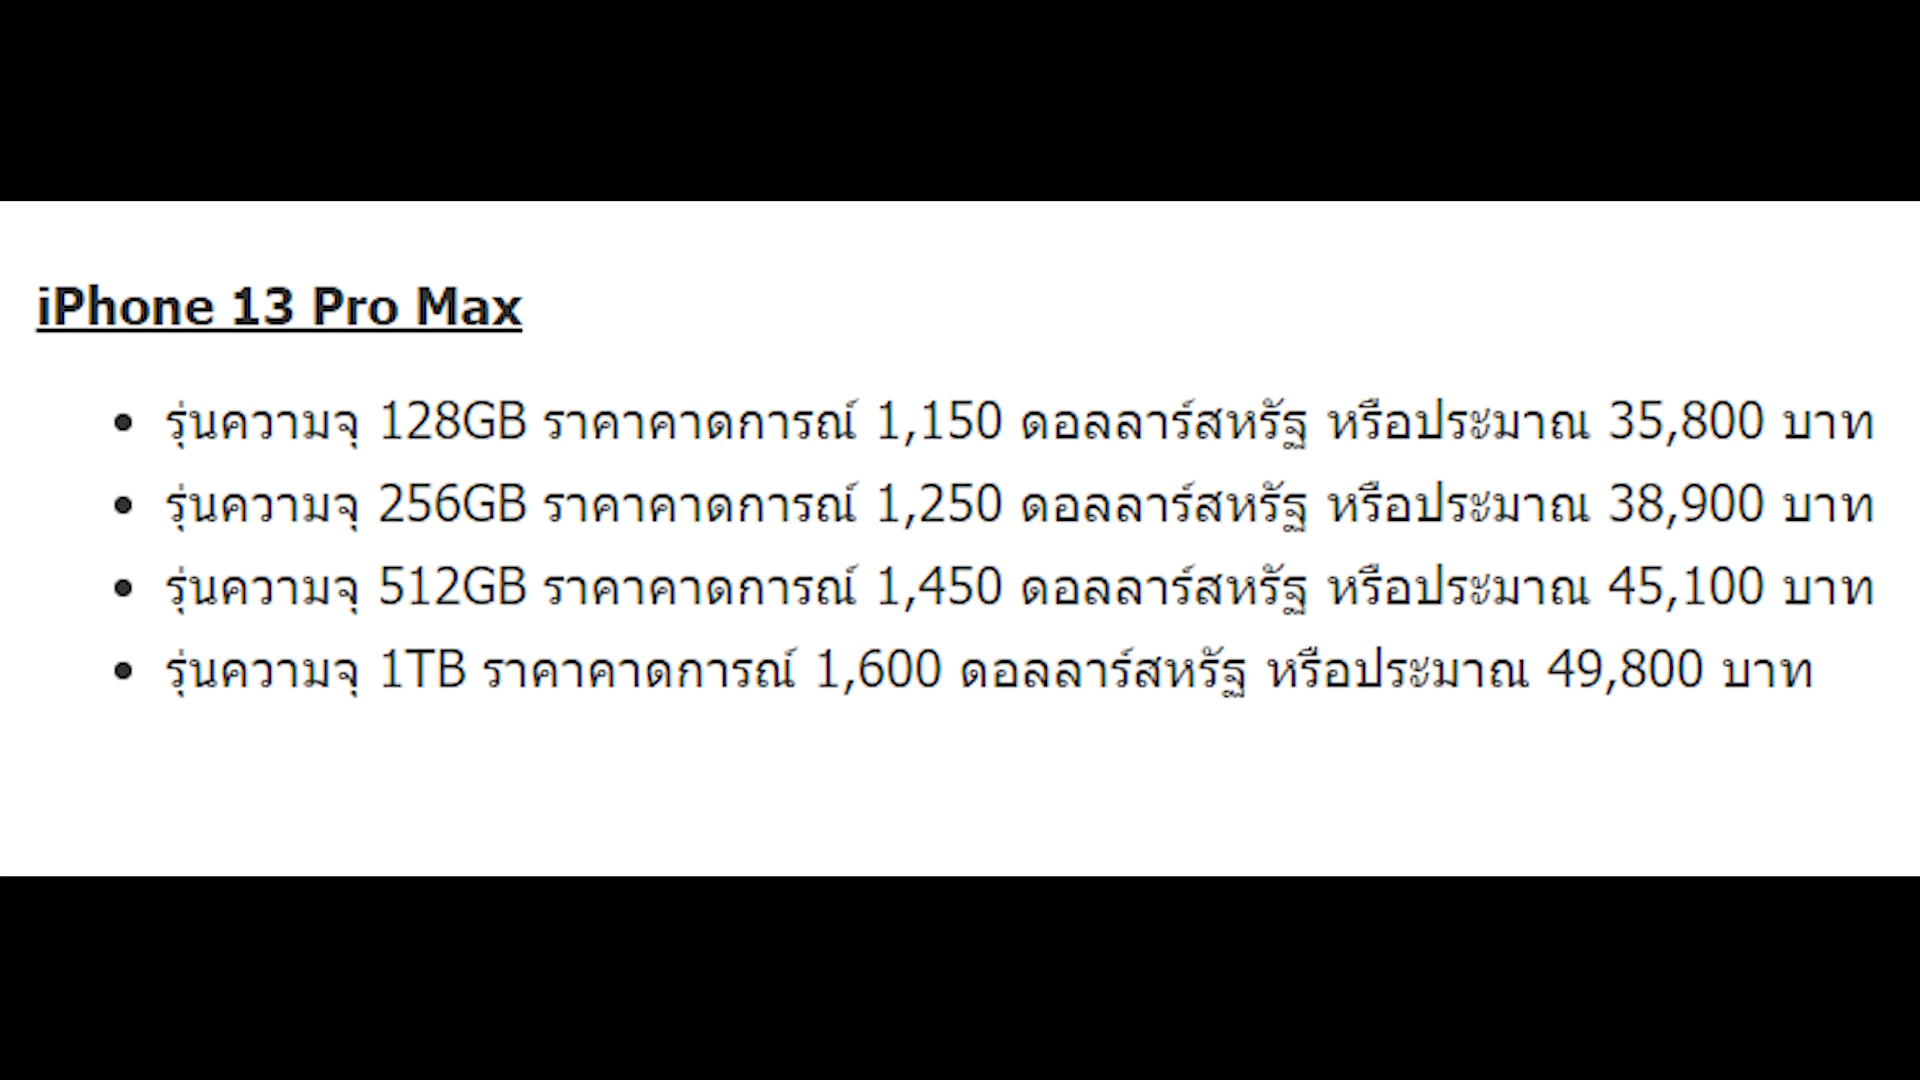 iPhone 13 Pro Max
• รุ่นความจุ 128GB ราคาคาดการณ์ 1,150 ดอลลาร์สหรัฐ หรือประมาณ 35,800 บาท
• รุ่นความจุ 256GB ราคาคาดการณ์ 1,250 ดอลลาร์สหรัฐ หรือประมาณ 38,900 บาท
• รุ่นความจุ 512GB ราคาคาดการณ์ 1,450 ดอลลาร์สหรัฐ หรือประมาณ 45,100 บาท
• รุ่นความจุ 1TB ราคาคาดการณ์ 1,600 ดอลลาร์สหรัฐ หรือประมาณ 49,800 บาท